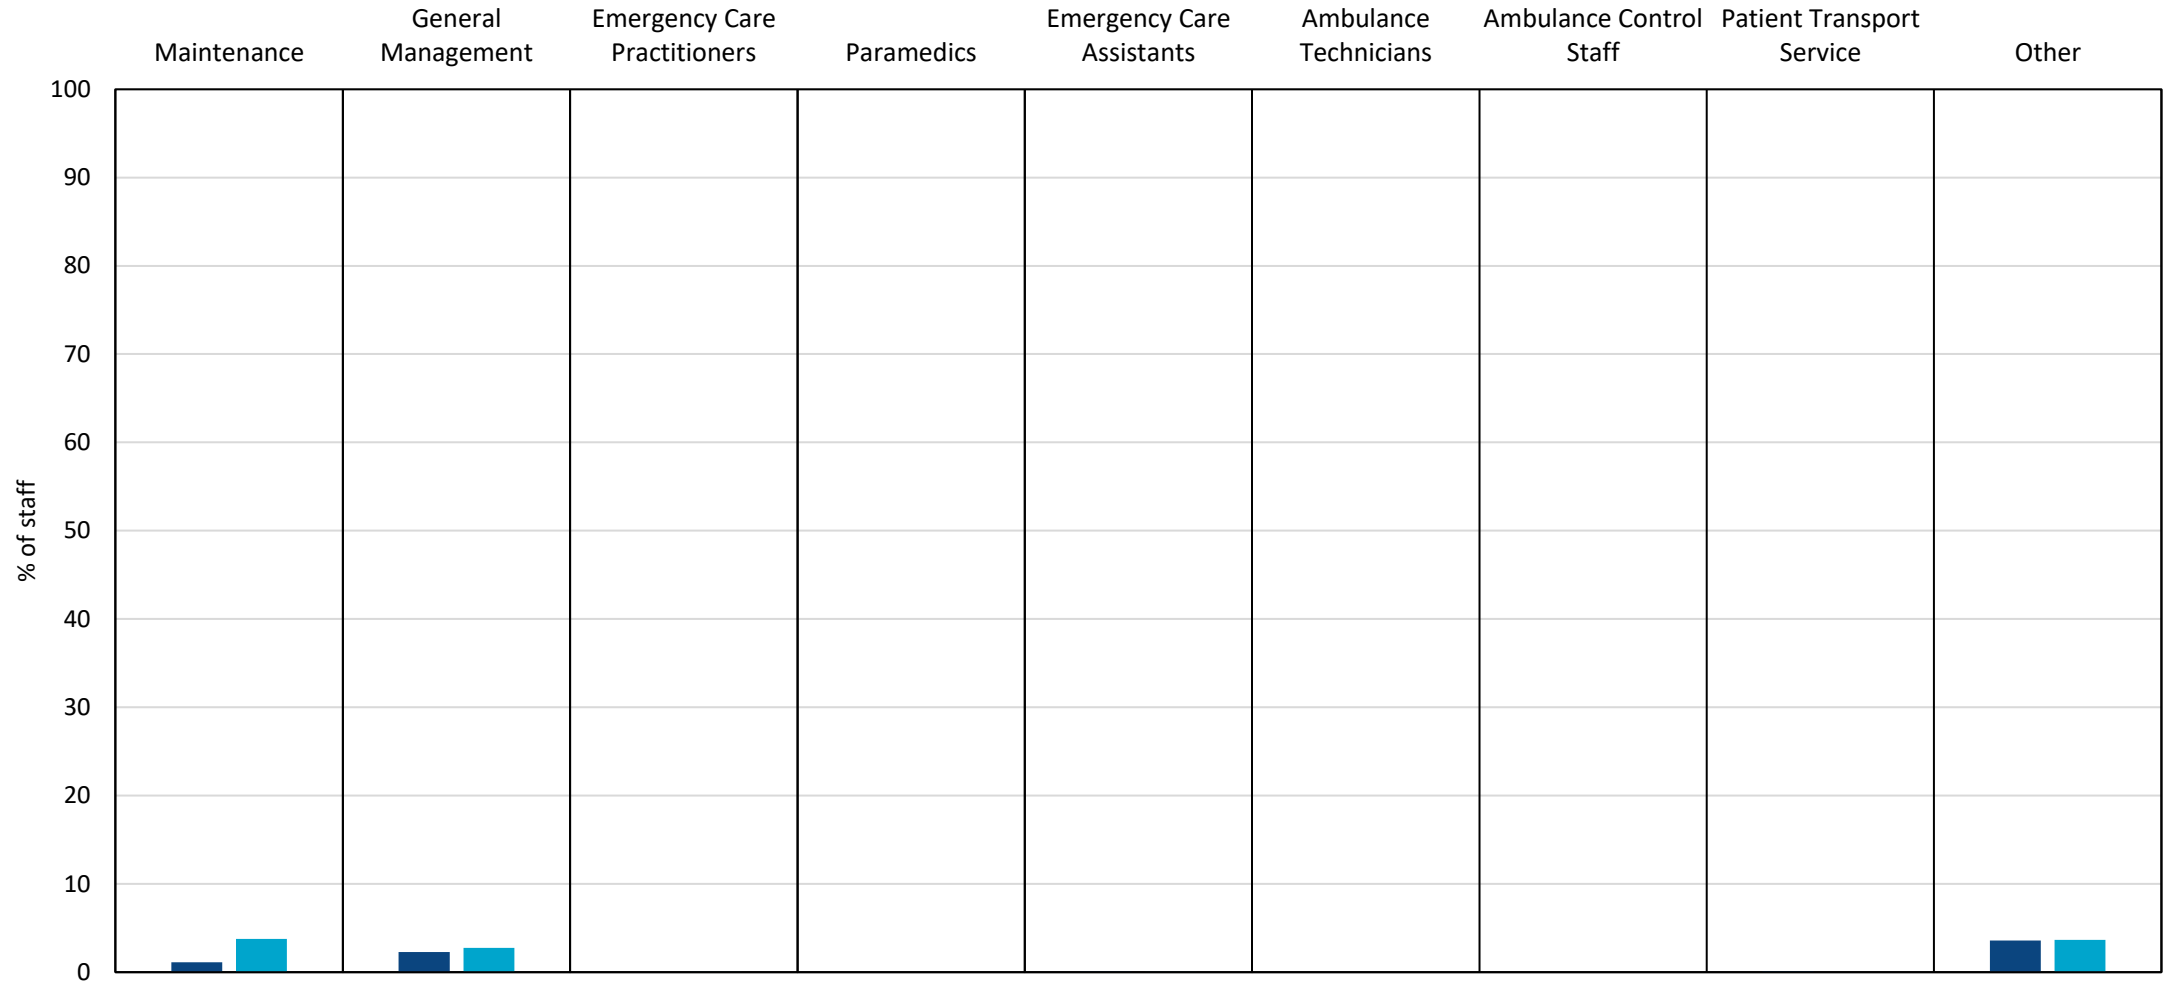 General
Emergency Care
Emergency Care
Ambulance
Ambulance Control
Patient Transport
Maintenance
Management
Practitioners
Paramedics
Assistants
Technicians
Staff
Service
Other
100
90
80
70
60
50
40
30
20
10
0
% of staff